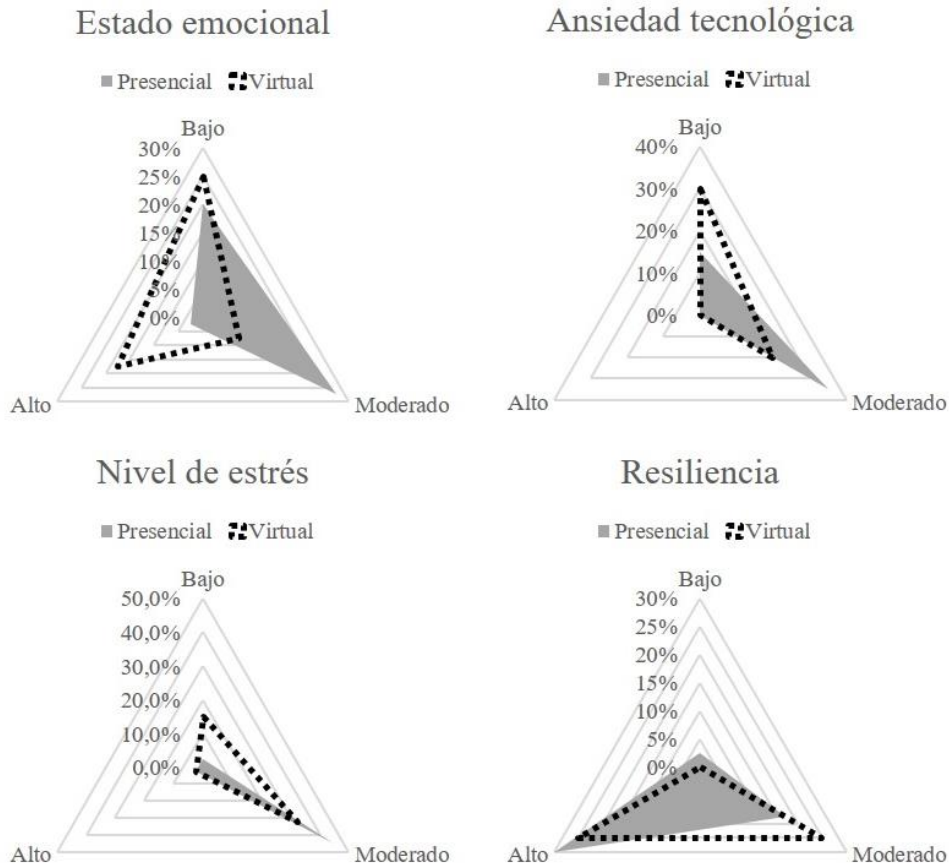 Estado emocional
Presencial Virtual
Bajo
30%
25%
20%
15%
10%
5%
0%
Alto
Moderado
Ansiedad tecnológica
Presencial Virtual
Bajo
40%
30%
20%
10%
0%
Alto
Moderado
Nivel de estrés
Presencial Virtual
Bajo
50,0%
40,0%
30,0%
20,0%
10,0%
0,0%
Alto
Moderado
Resiliencia
Presencial Virtual
Bajo
30%
25%
20%
15%
10%
5%
0%
Alto
Moderado